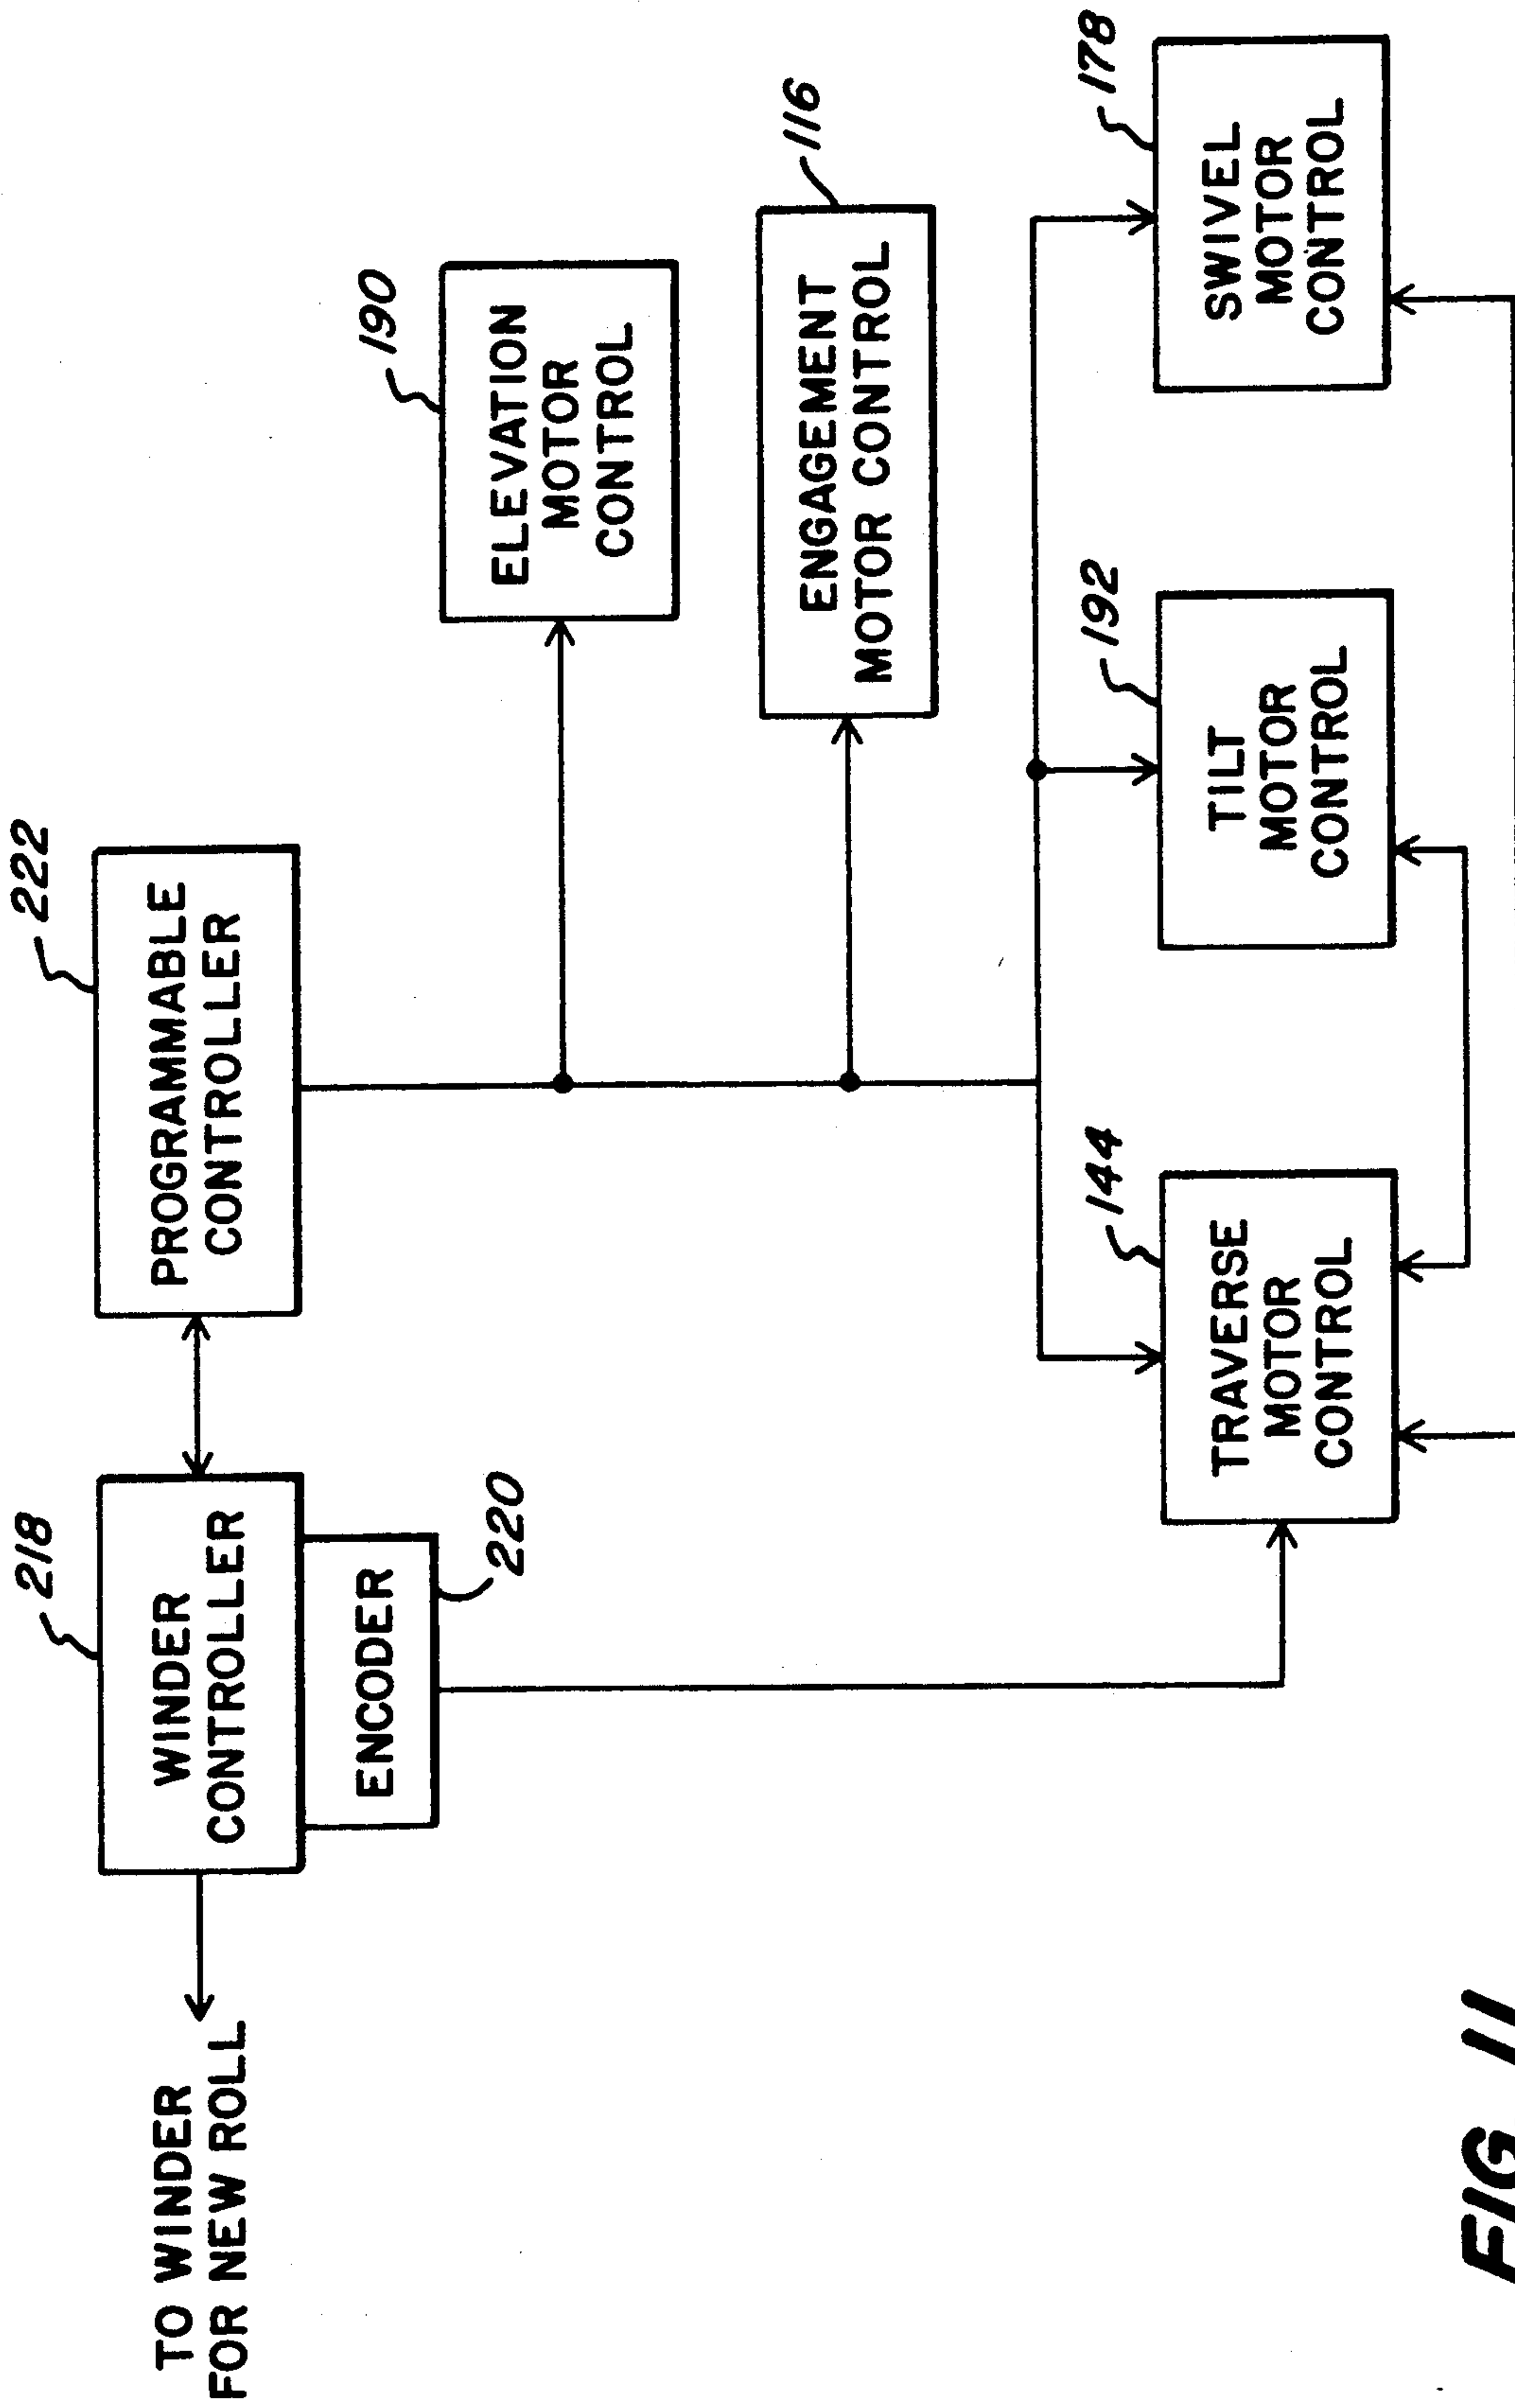 TO WINDER
FOR NEW ROLL
218
WINDER
CONTROLLER
ENCODER
220
222
PROGRAMMABLE
CONTROLLER
190
ELEVATION
MOTOR
CONTROL
116
ENGAGEMENT
MOTOR CONTROL
144
TRAVERSE
MOTOR
CONTROL
192
TILT
MOTOR
CONTROL
178
SWIVEL
MOTOR
CONTROL
FIG. 11